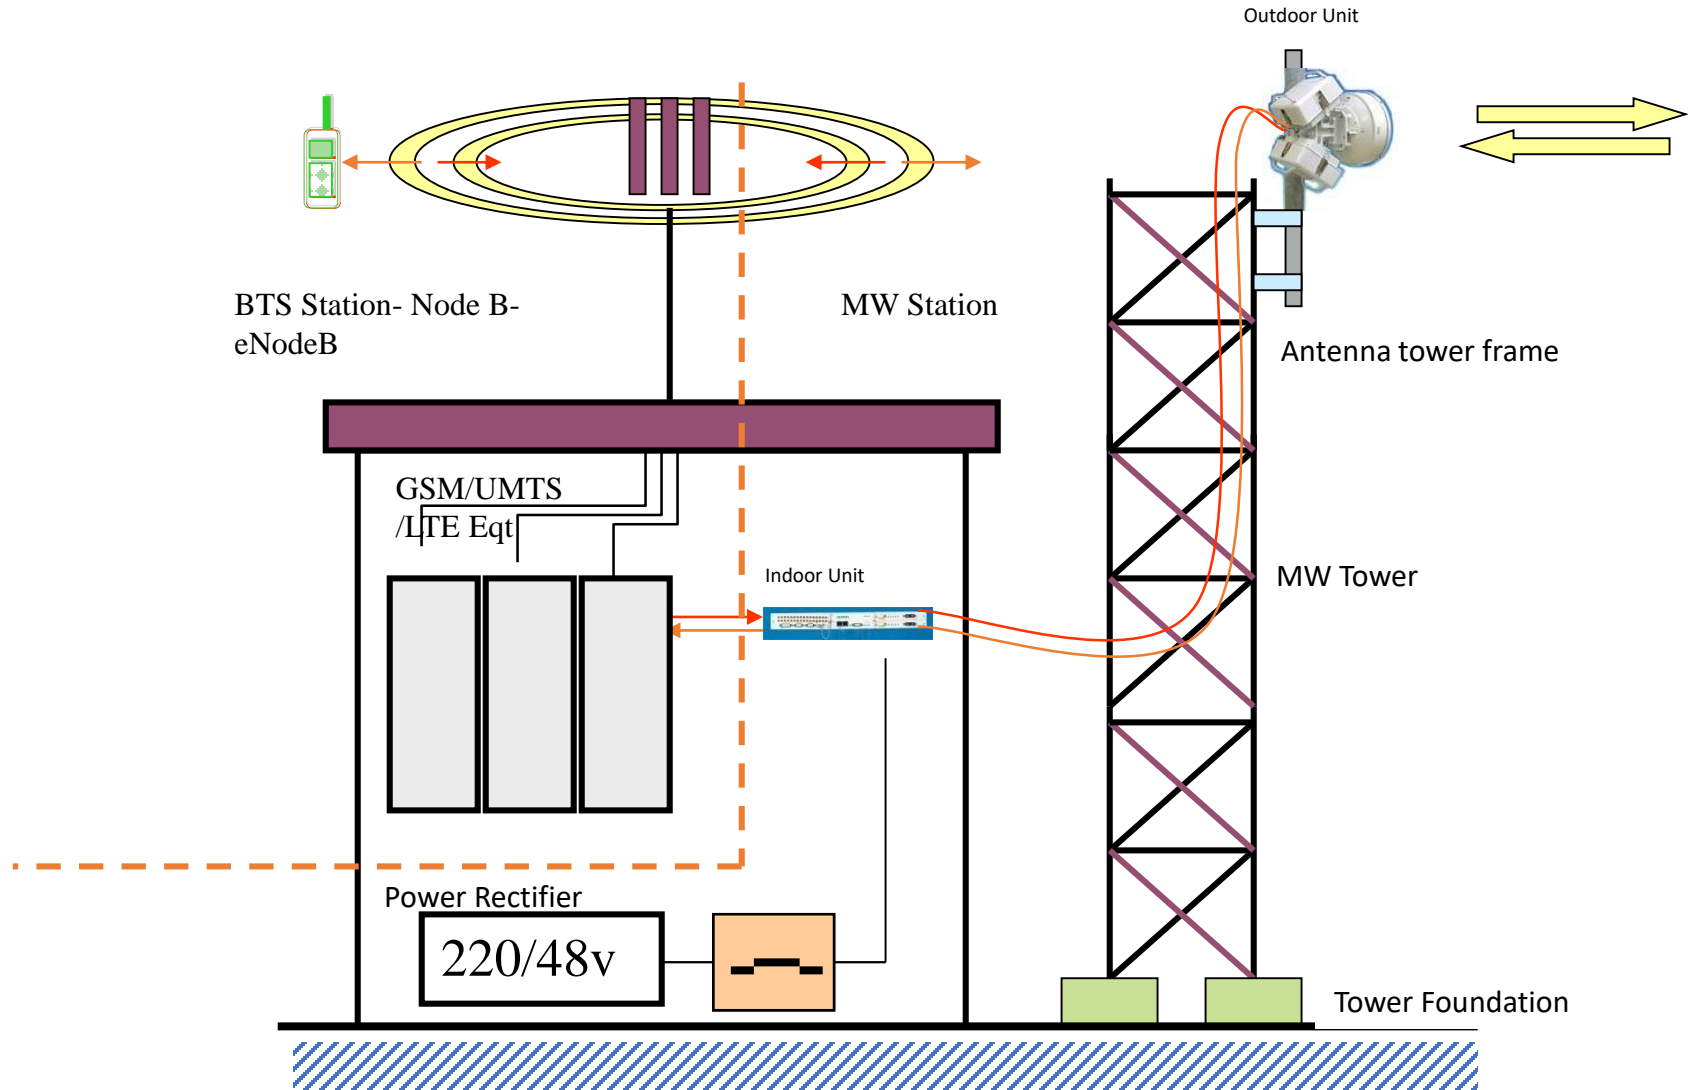 Outdoor Unit
BTS Station- Node B-
eNodeB
MW Station
Antenna tower frame
GSM/UMTS
/LTE Eqt
Indoor Unit
MW Tower
Power Rectifier
220/48v
Tower Foundation